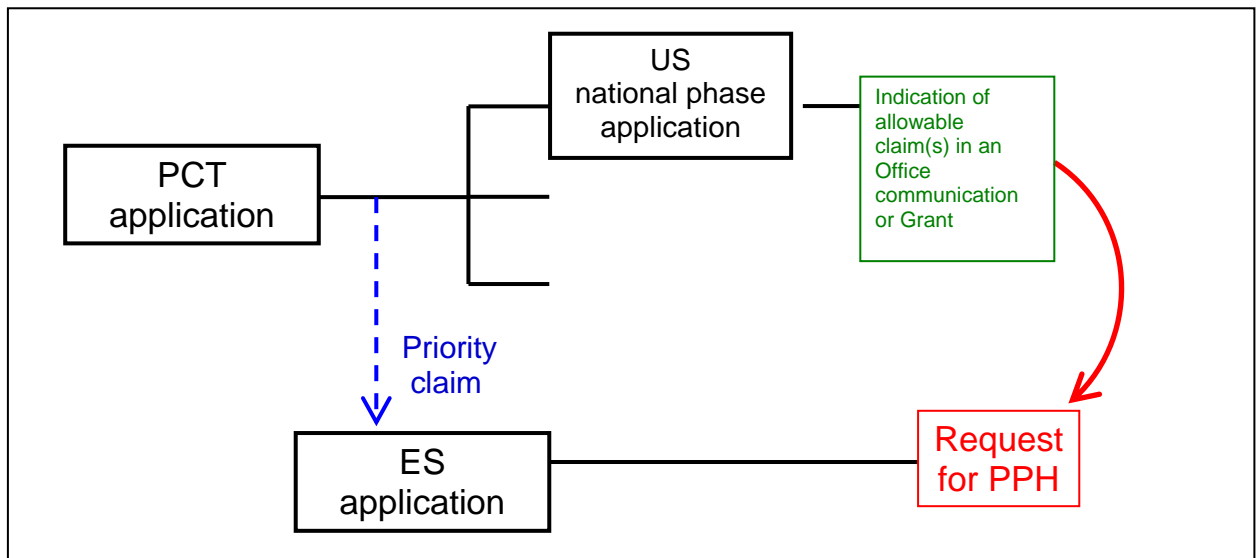 US
national phase
application
Indication of
allowable
claim(s) in an
Office
communication
or Grant
PCT
application
Priority
claim
ES
application
Request
for PPH